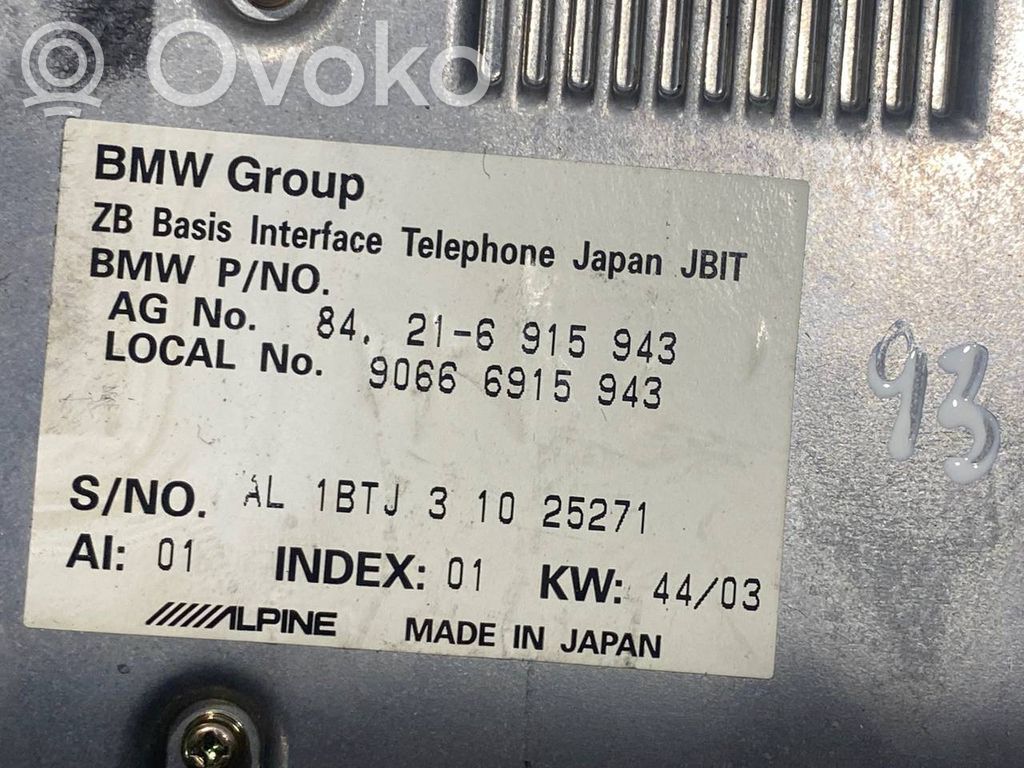 Ovoko
BMW Group
ZB Basis Interface Telephone Japan JBIT
BMW P/NO.
AG No. 84. 21-6 915 943
LOCAL No. 9066 6915 943
93
S/NO. AL 1BTJ 3 10 25271
AI: 01 INDEX: 01 KW: 44/03
ALPINE MADE IN JAPAN